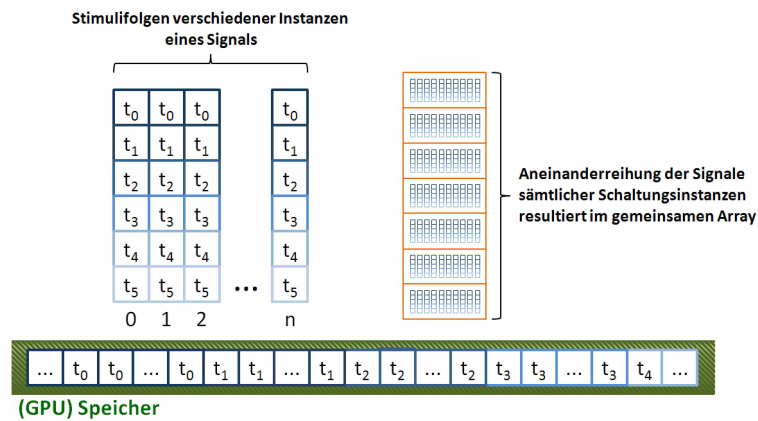 Stimulifolgen verschiedener Instanzen
eines Signals
t0 t0 t0 t0
t1 t1 t1 t1
t2 t2 t2 t2
t3 t3 t3 t3
t4 t4 t4 t4
t5 t5 t5 ... t5
0 1 2 n
Aneinanderreihung der Signale
sämtlicher Schaltungsinstanzen
resultiert im gemeinsamen Array
... t0 t0 ... t0 t1 t1 ... t1 t2 t2 ... t2 t3 t3 ... t3 t4 ...
(GPU) Speicher